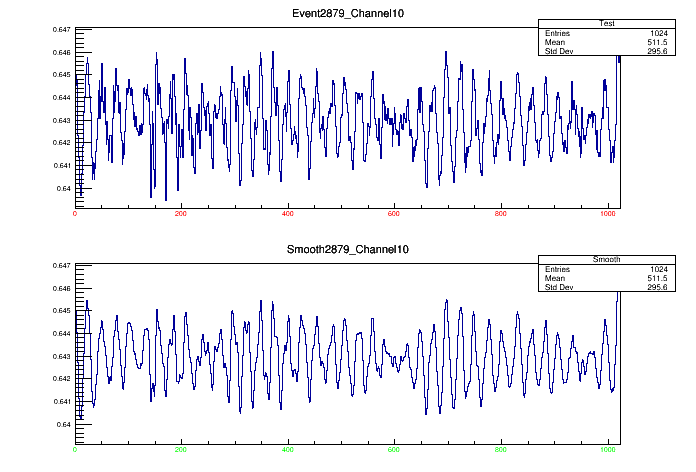 Event2879_Channel10
Test
Entries 1024
Mean 511.5
Std Dev 295.6
0.647
0.646
0.645
0.644
0.643
0.642
0.641
0.64
0 200 400 600 800 1000
Smooth2879_Channel10
Smooth
Entries 1024
Mean 511.5
Std Dev 295.6
0.647
0.646
0.645
0.644
0.643
0.642
0.641
0.64
0 200 400 600 800 1000